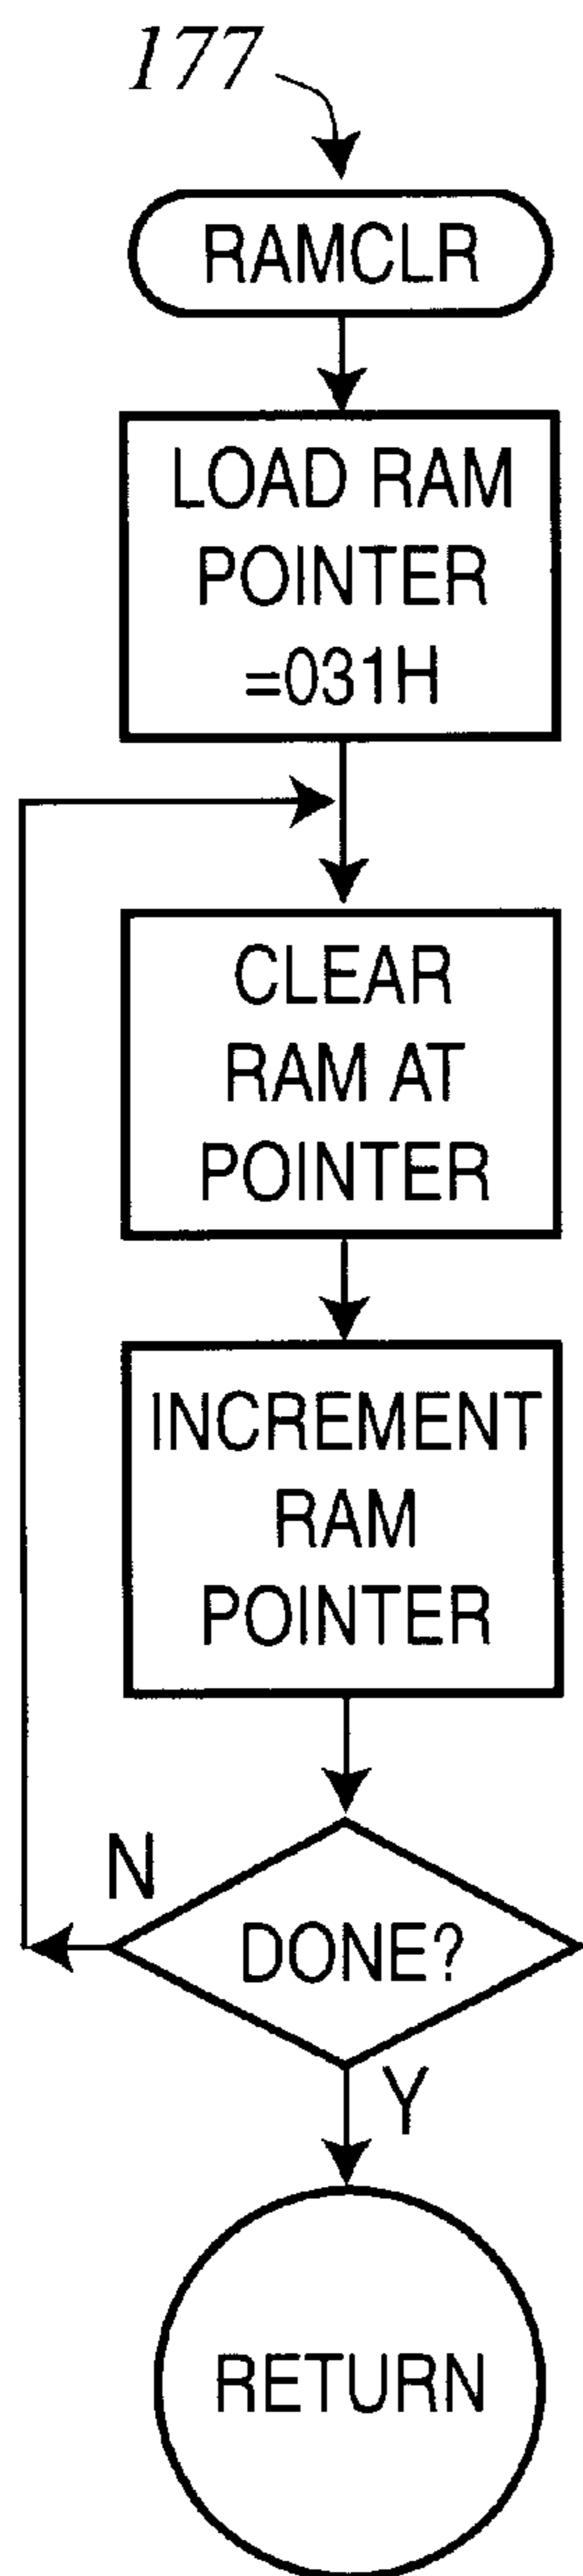 177
RAMCLR
LOAD RAM
POINTER
=031H
CLEAR
RAM AT
POINTER
INCREMENT
RAM
POINTER
N
DONE?
Y
RETURN